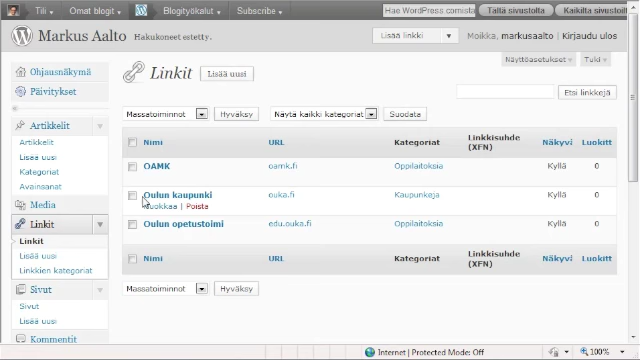 Tili Omat blogit Blogityökalut Subscribe Hae WordPress.comista Tältä sivustolta Kaikilta sivustoilta
Markus Aalto Hakukoneet estetty. Lisää linkki Moikka, markusaalto | Kirjaudu ulos
Näyttöasetukset Tuki
Ohjausnäkymä
Päivitykset
Artikkelit
Artikkelit
Lisää uusi
Kategoriat
Avainsanat
Media
Linkit
Linkit
Lisää uusi
Linkkien kategoriat
Sivut
Sivut
Lisää uusi
Kommentit
Linkit Lisää uusi
Etsi linkkejä
Massatoiminnot Hyväksy Näytä kaikki kategoriat Suodata
Nimi URL Kategoriat Linkkisuhde (XFN) Näkyvi Luokitt
OAMK oamk.fi Oppilaitoksia Kyllä 0
Oulun kaupunki ouka.fi Kaupunkeja Kyllä 0
Poista
Oulun opetustoimi edu.ouka.fi Oppilaitoksia Kyllä 0
Nimi URL Kategoriat Linkkisuhde (XFN) Näkyvi Luokitt
Massatoiminnot Hyväksy
Internet | Protected Mode: Off 100%